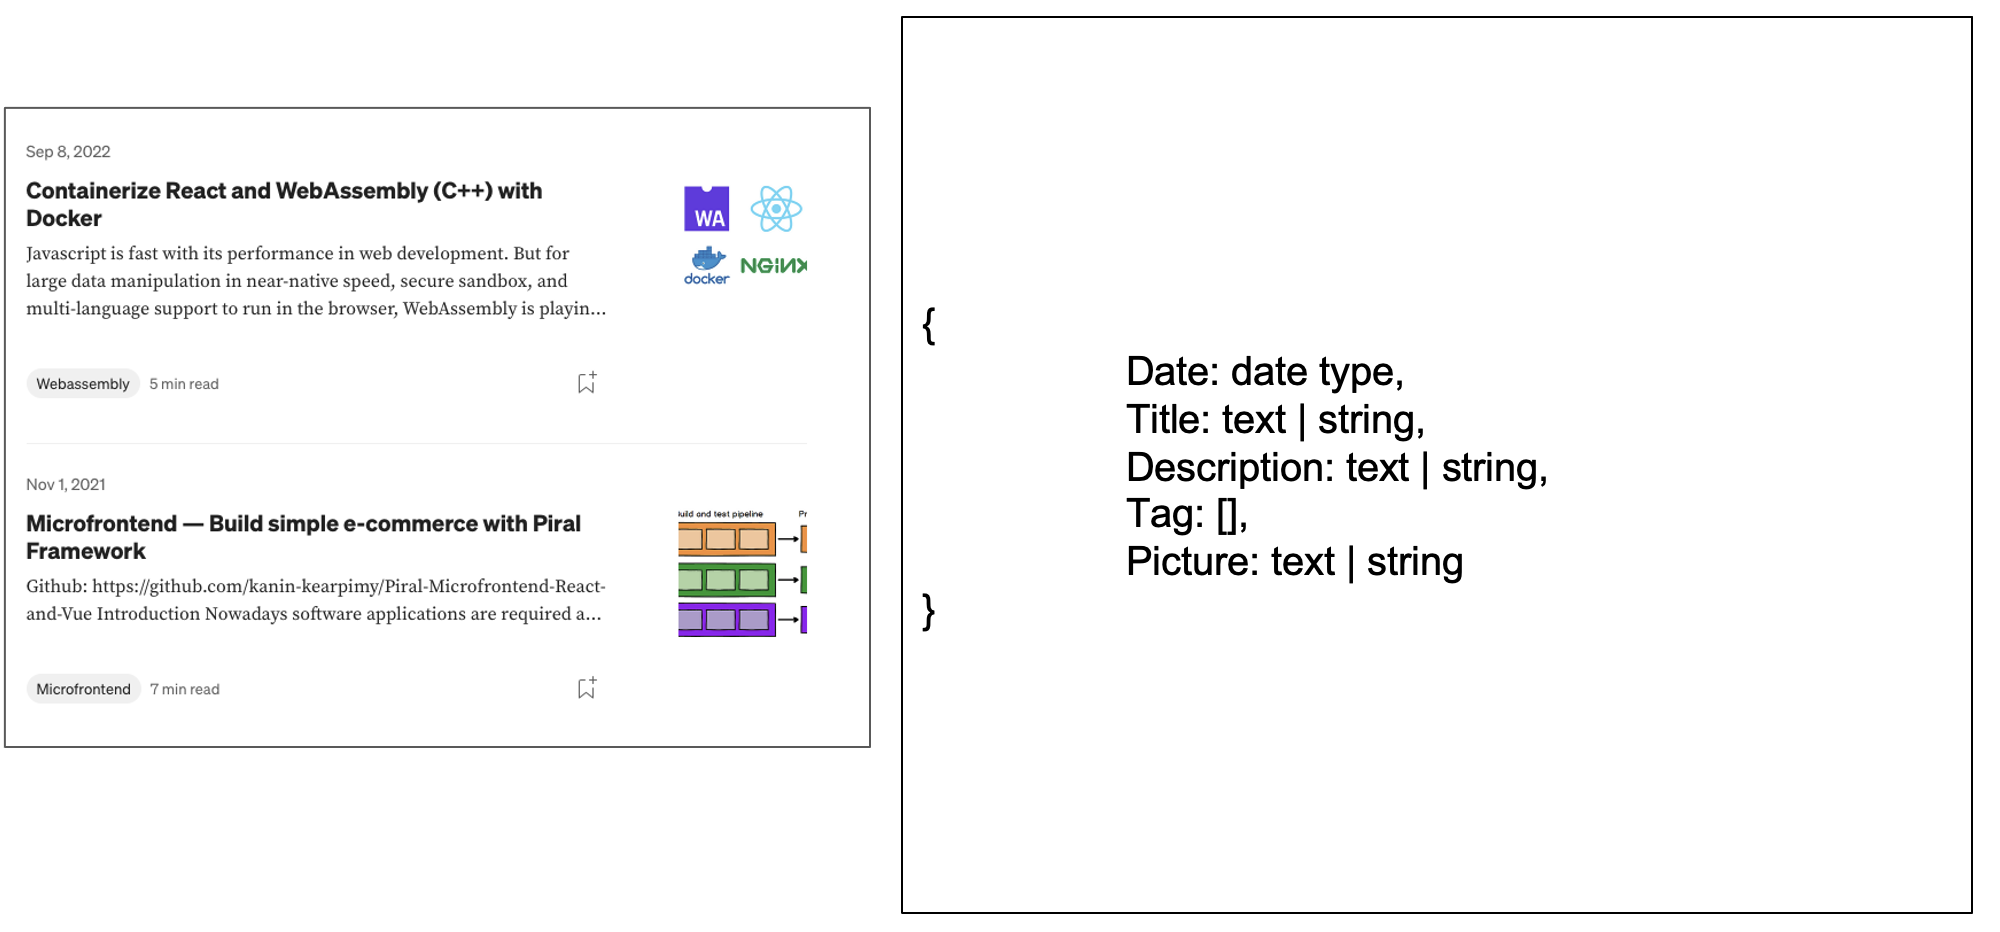 Sep 8, 2022
Containerize React and WebAssembly (C++) with
Docker
Javascript is fast with its performance in web development. But for
large data manipulation in near-native speed, secure sandbox, and
multi-language support to run in the browser, WebAssembly is playin...
WA
docker
NGINX
Webassembly
5 min read
Nov 1, 2021
Microfrontend — Build simple e-commerce with Piral
Framework
Github: https://github.com/kanin-kearpimy/Piral-Microfrontend-React-
and-Vue Introduction Nowadays software applications are required a...
uild and test pipeline
Pr
Microfrontend
7 min read
{
Date: date type,
Title: text | string,
Description: text | string,
Tag: [],
Picture: text | string
}